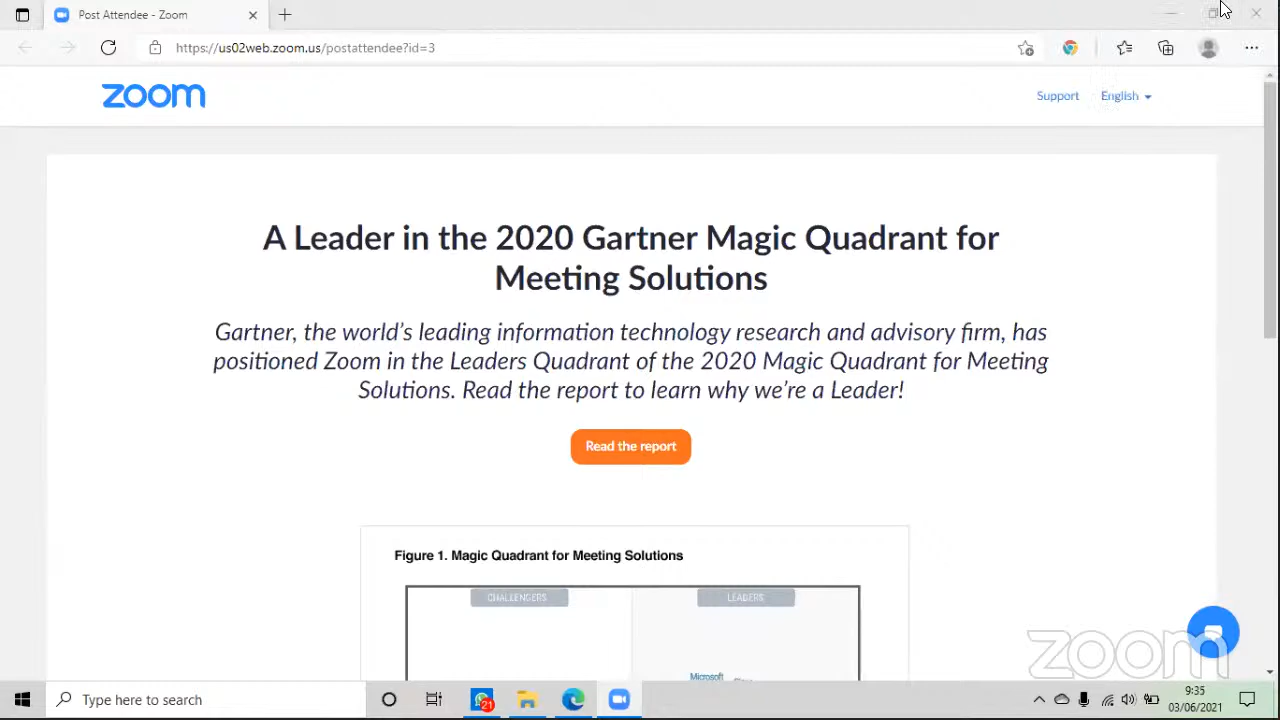 Post Attendee - Zoom
https://us02web.zoom.us/postattendee?id=3
zoom
Support
English
A Leader in the 2020 Gartner Magic Quadrant for
Meeting Solutions
Gartner, the world's leading information technology research and advisory firm, has
positioned Zoom in the Leaders Quadrant of the 2020 Magic Quadrant for Meeting
Solutions. Read the report to learn why we're a Leader!
Read the report
Figure 1. Magic Quadrant for Meeting Solutions
CHALLENGERS
LEADERS
Microsoft
zoom
Type here to search
21
9:35
03/06/2021